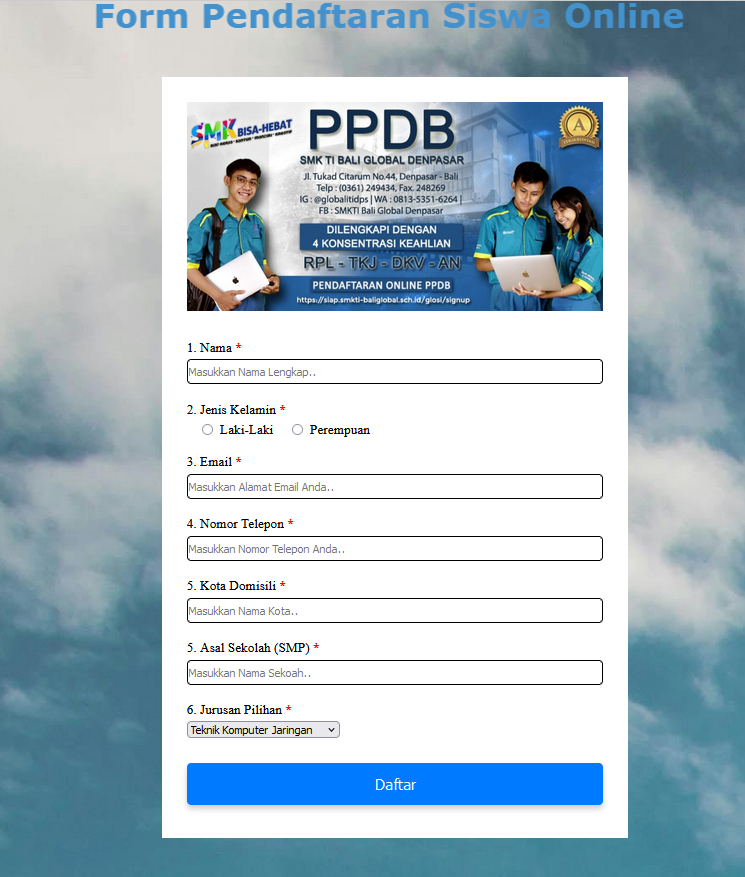 Form Pendaftaran Siswa Online
SMK BISA-HEBAT
PPDB
A
SMK TI BALI GLOBAL DENPASAR
Jl. Tukad Citarum No.44, Denpasar - Bali
Telp : (0361) 249434, Fax. 248269
IG : @globalitidps | WA : 0813-5351-6264 |
FB : SMKTI Bali Global Denpasar
DILENGKAPI DENGAN
4 KONSENTRASI KEAHLIAN
RPL - TKJ - DKV - AN
PENDAFTARAN ONLINE PPDB
https://siap.smkti-baliglobal.sch.id/glosi/signup
1. Nama *
Masukkan Nama Lengkap..
2. Jenis Kelamin *
Laki-Laki Perempuan
3. Email *
Masukkan Alamat Email Anda..
4. Nomor Telepon *
Masukkan Nomor Telepon Anda..
5. Kota Domisili *
Masukkan Nama Kota..
5. Asal Sekolah (SMP) *
Masukkan Nama Sekoah..
6. Jurusan Pilihan *
Teknik Komputer Jaringan
Daftar